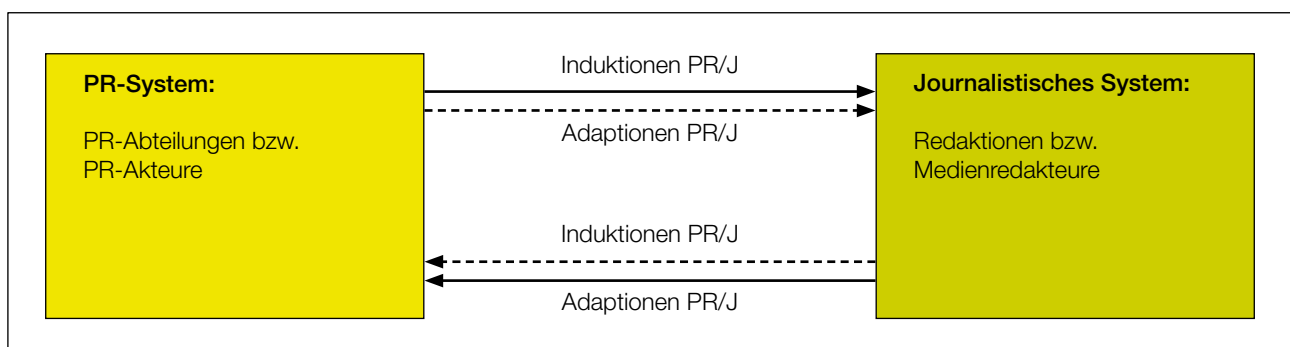 PR-System:
PR-Abteilungen bzw.
PR-Akteure
Induktionen PR/J
Adaptionen PR/J
Induktionen PR/J
Adaptionen PR/J
Journalistisches System:
Redaktionen bzw.
Medienredakteure